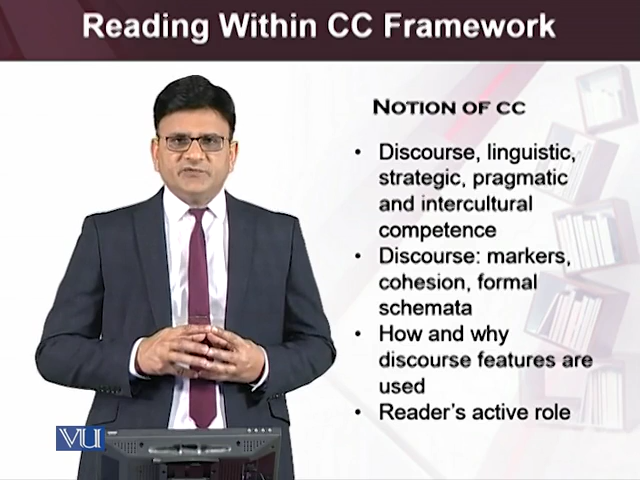 Reading Within CC Framework
NOTION OF CC
• Discourse, linguistic,
strategic, pragmatic
and intercultural
competence
• Discourse: markers,
cohesion, formal
schemata
• How and why
discourse features are
used
• Reader's active role
VU